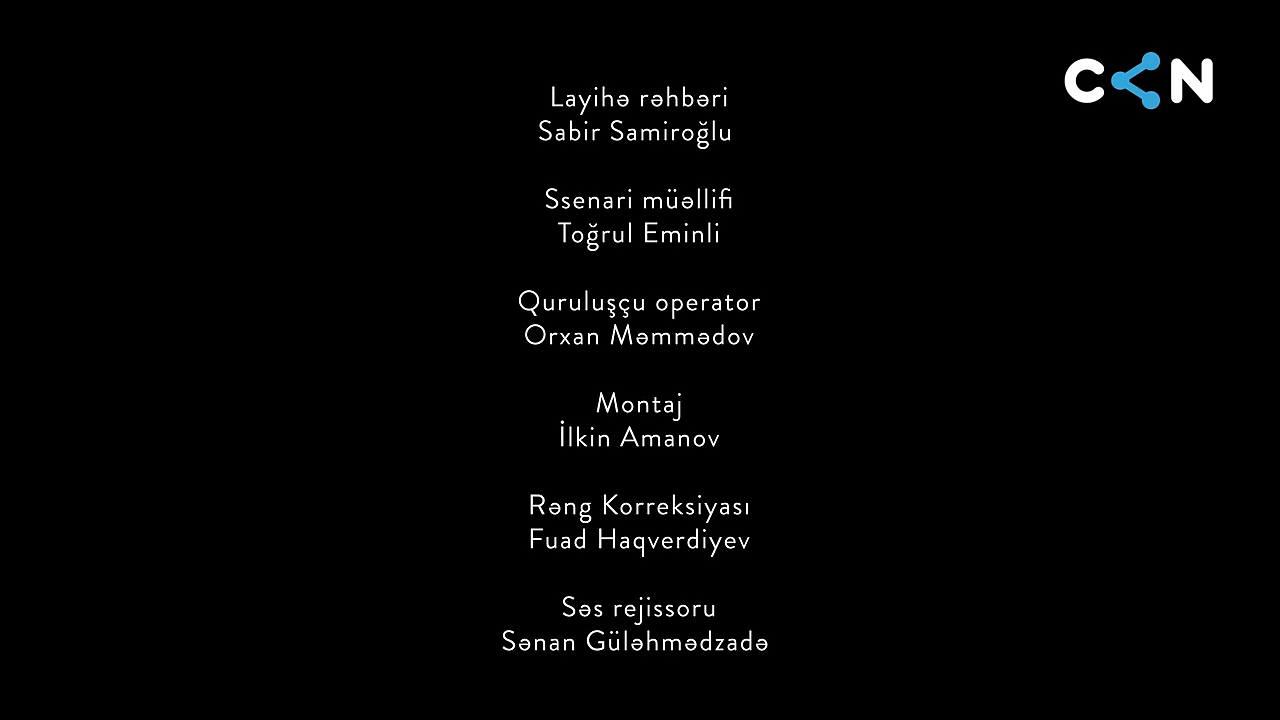 C<N
Layihə rəhbəri
Sabir Samiroğlu
Ssenari müəllifi
Toğrul Eminli
Quruluşçu operator
Orxan Məmmədov
Montaj
İlkin Amanov
Rəng Korreksiyası
Fuad Haqverdiyev
Səs rejissoru
Sənan Güləhmədzadə